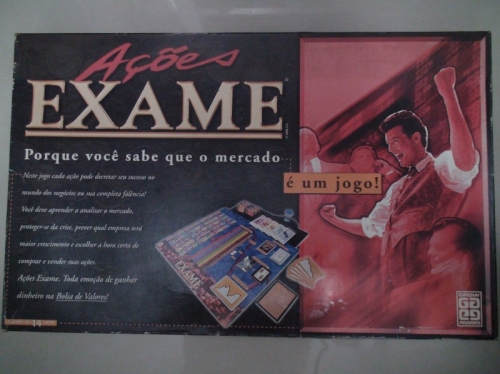 Ações
EXAME
Porque você sabe que o mercado
é um jogo!
Neste jogo cada ação pode decretar seu sucesso no
mundo dos negócios ou sua completa falência!
Você deve aprender a analisar o mercado,
proteger-se da crise, prever qual empresa terá
maior crescimento e escolher a hora certa de
comprar e vender suas ações.
Ações Exame. Toda emoção de ganhar
dinheiro na Bolsa de Valores!
EXAME
14